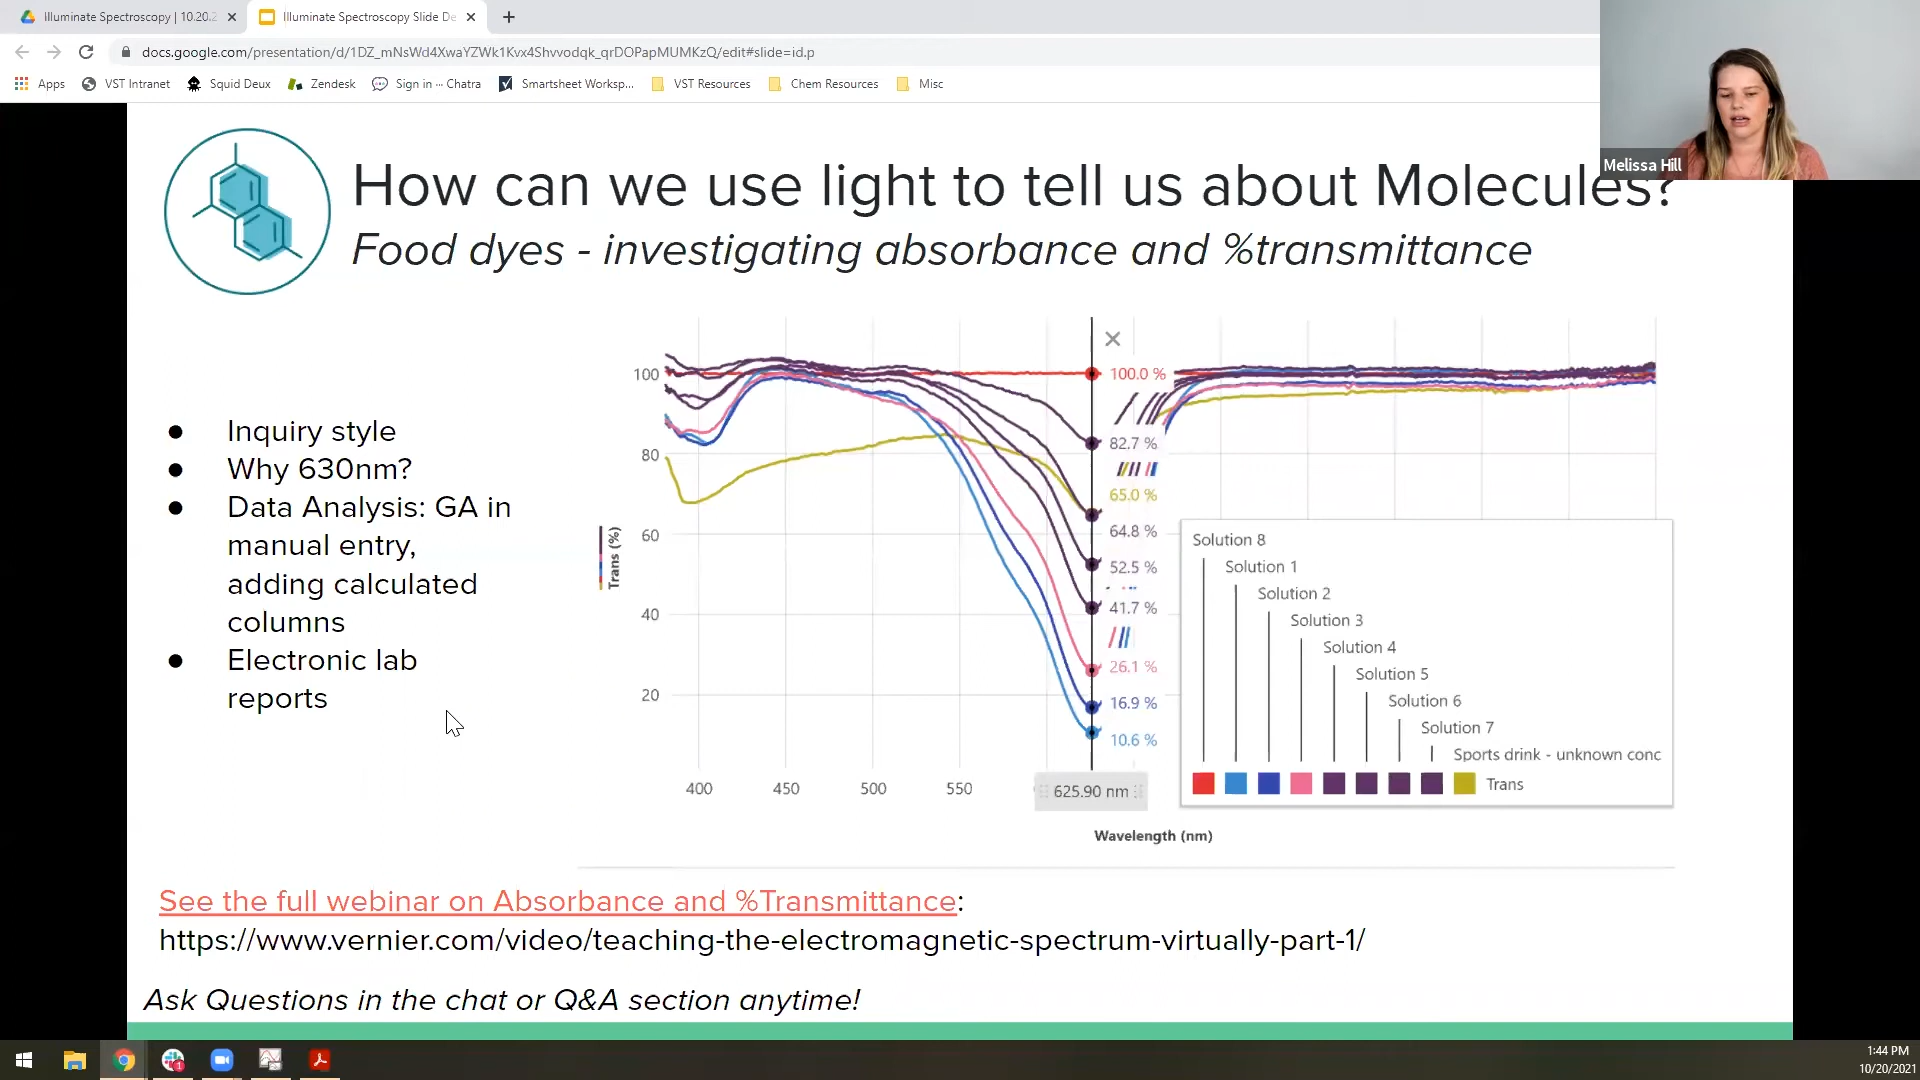 Illuminate Spectroscopy | 10.20.2
Illuminate Spectroscopy Slide De
docs.google.com/presentation/d/1DZ_mNsWd4XwaYZWk1Kvx4Shvvodqk_qrDOPapMUMKzQ/edit#slide=id.p
Apps
VST Intranet
Squid Deux
Zendesk
Sign in ··· Chatra
Smartsheet Worksp...
VST Resources
Chem Resources
Misc
Melissa Hill
How can we use light to tell us about Molecules?
Food dyes - investigating absorbance and %transmittance
● Inquiry style
● Why 630nm?
● Data Analysis: GA in
manual entry,
adding calculated
columns
● Electronic lab
reports
Trans (%)
100
80
60
40
20
100.0 %
82.7 %
65.0 %
64.8 %
52.5 %
41.7 %
26.1 %
16.9 %
10.6 %
400
450
500
550
625.90 nm
Wavelength (nm)
Solution 8
Solution 1
Solution 2
Solution 3
Solution 4
Solution 5
Solution 6
Solution 7
Sports drink - unknown conc
Trans
See the full webinar on Absorbance and %Transmittance:
https://www.vernier.com/video/teaching-the-electromagnetic-spectrum-virtually-part-1/
Ask Questions in the chat or Q&A section anytime!
1:44 PM
10/20/2021